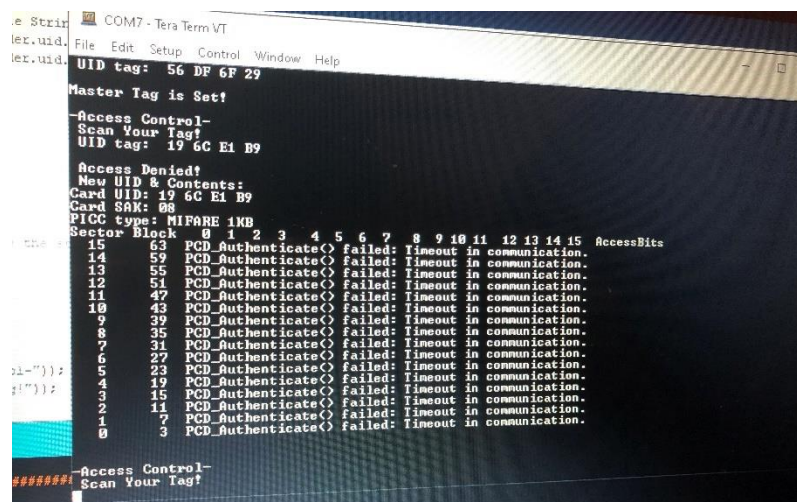 COM7 - Tera Term VT
File Edit Setup Control Window Help
UID tag: 56 DF 6F 29
Master Tag is Set!
-Access Control-
Scan Your Tag!
UID tag: 19 6C E1 B9
Access Denied!
New UID & Contents:
Card UID: 19 6C E1 B9
Card SAK: 08
PICC type: MIFARE 1KB
Sector Block 0 1 2 3 4 5 6 7 8 9 10 11 12 13 14 15 AccessBits
15 63 PCD_Authenticate() failed: Timeout in communication.
14 59 PCD_Authenticate() failed: Timeout in communication.
13 55 PCD_Authenticate() failed: Timeout in communication.
12 51 PCD_Authenticate() failed: Timeout in communication.
11 47 PCD_Authenticate() failed: Timeout in communication.
10 43 PCD_Authenticate() failed: Timeout in communication.
9 39 PCD_Authenticate() failed: Timeout in communication.
8 35 PCD_Authenticate() failed: Timeout in communication.
7 31 PCD_Authenticate() failed: Timeout in communication.
6 27 PCD_Authenticate() failed: Timeout in communication.
5 23 PCD_Authenticate() failed: Timeout in communication.
4 19 PCD_Authenticate() failed: Timeout in communication.
3 15 PCD_Authenticate() failed: Timeout in communication.
2 11 PCD_Authenticate() failed: Timeout in communication.
1 7 PCD_Authenticate() failed: Timeout in communication.
0 3 PCD_Authenticate() failed: Timeout in communication.
-Access Control-
Scan Your Tag!
e Strin
er.uid.
er.uid.
the
ol-"));
g!"));
#######